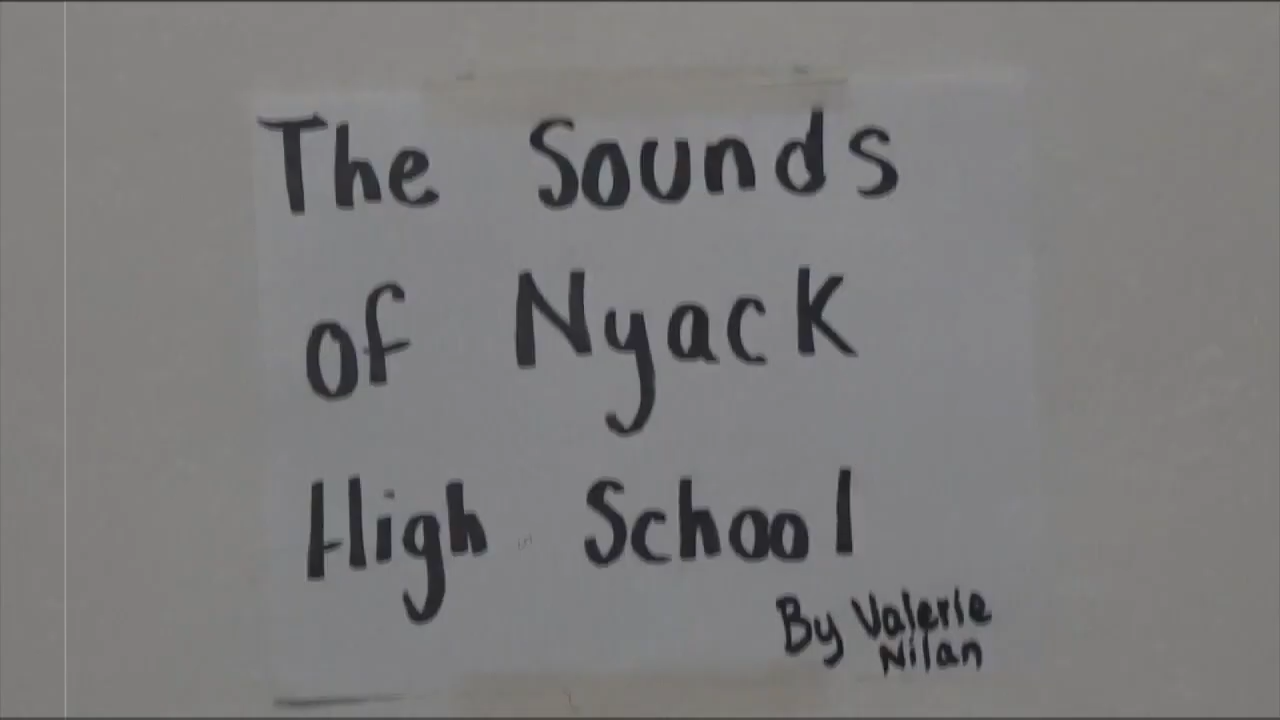 The Sounds
of Nyack
High School
By Valerie
Nilan